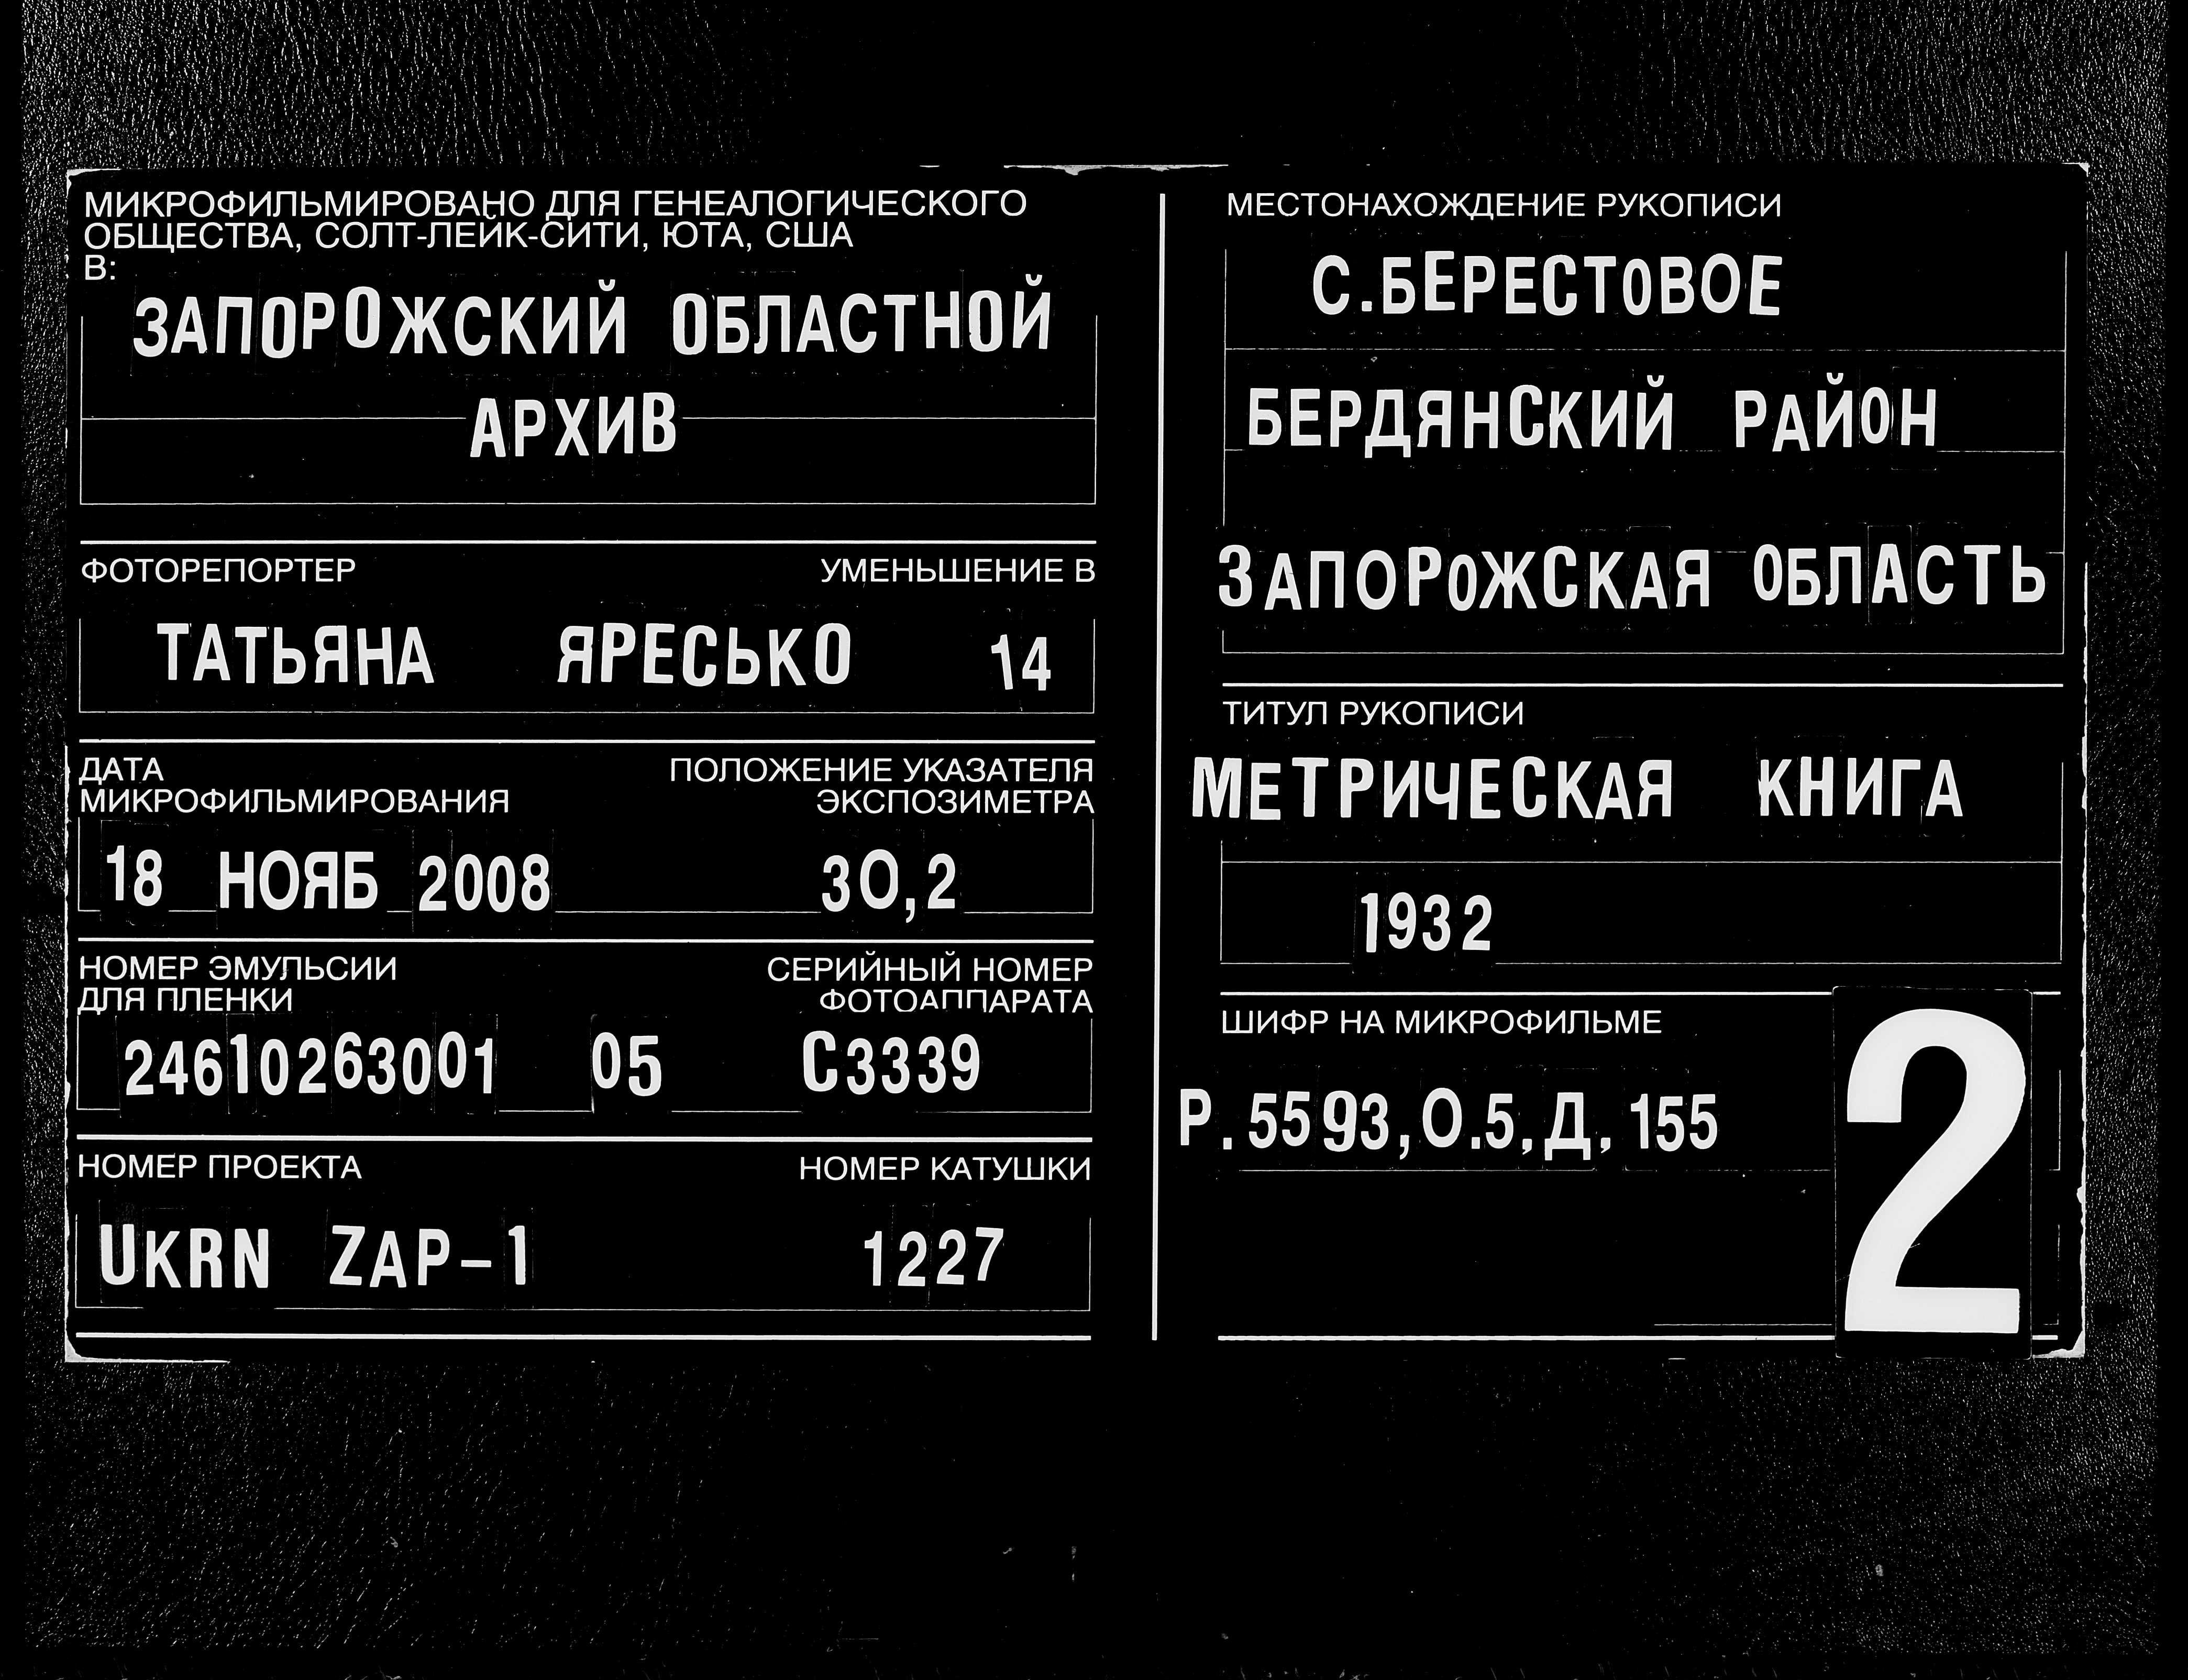 МИКРОФИЛЬМИРОВАНО ДЛЯ ГЕНЕАЛОГИЧЕСКОГО
ОБЩЕСТВА, СОЛТ-ЛЕЙК-СИТИ, ЮТА, США
В:
ЗАПОРОЖСКИЙ ОБЛАСТНОЙ
АРХИВ
ФОТОРЕПОРТЕР УМЕНЬШЕНИЕ В
ТАТЬЯНА ЯРЕСЬКО 14
ДАТА ПОЛОЖЕНИЕ УКАЗАТЕЛЯ
МИКРОФИЛЬМИРОВАНИЯ ЭКСПОЗИМЕТРА
18 НОЯБ 2008 30,2
НОМЕР ЭМУЛЬСИИ СЕРИЙНЫЙ НОМЕР
ДЛЯ ПЛЕНКИ ФОТОАППАРАТА
24610263001 05 С3339
НОМЕР ПРОЕКТА НОМЕР КАТУШКИ
UKRN ZAP-1 1227
МЕСТОНАХОЖДЕНИЕ РУКОПИСИ
С.БЕРЕСТОВОЕ
БЕРДЯНСКИЙ РАЙОН
ЗАПОРОЖСКАЯ ОБЛАСТЬ
ТИТУЛ РУКОПИСИ
МЕТРИЧЕСКАЯ КНИГА
1932
ШИФР НА МИКРОФИЛЬМЕ
Р.5593,О.5,Д,155
2